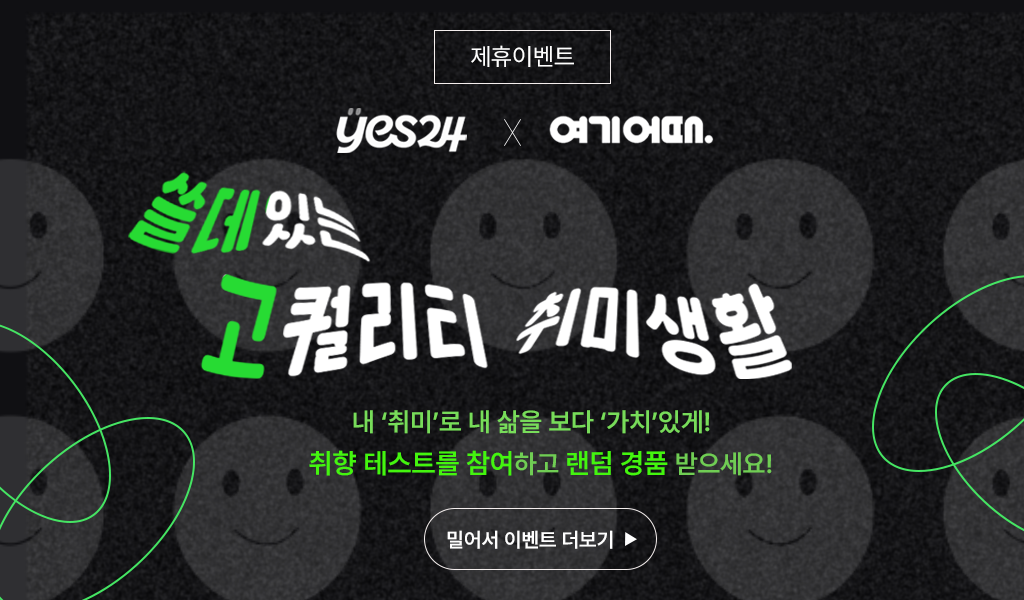 제휴이벤트
yes24 X 여기어때.
쓸데있는
고퀄리티 취미생활
내 ‘취미’로 내 삶을 보다 ‘가치’있게!
취향 테스트를 참여하고 랜덤 경품 받으세요!
밀어서 이벤트 더보기 ▶